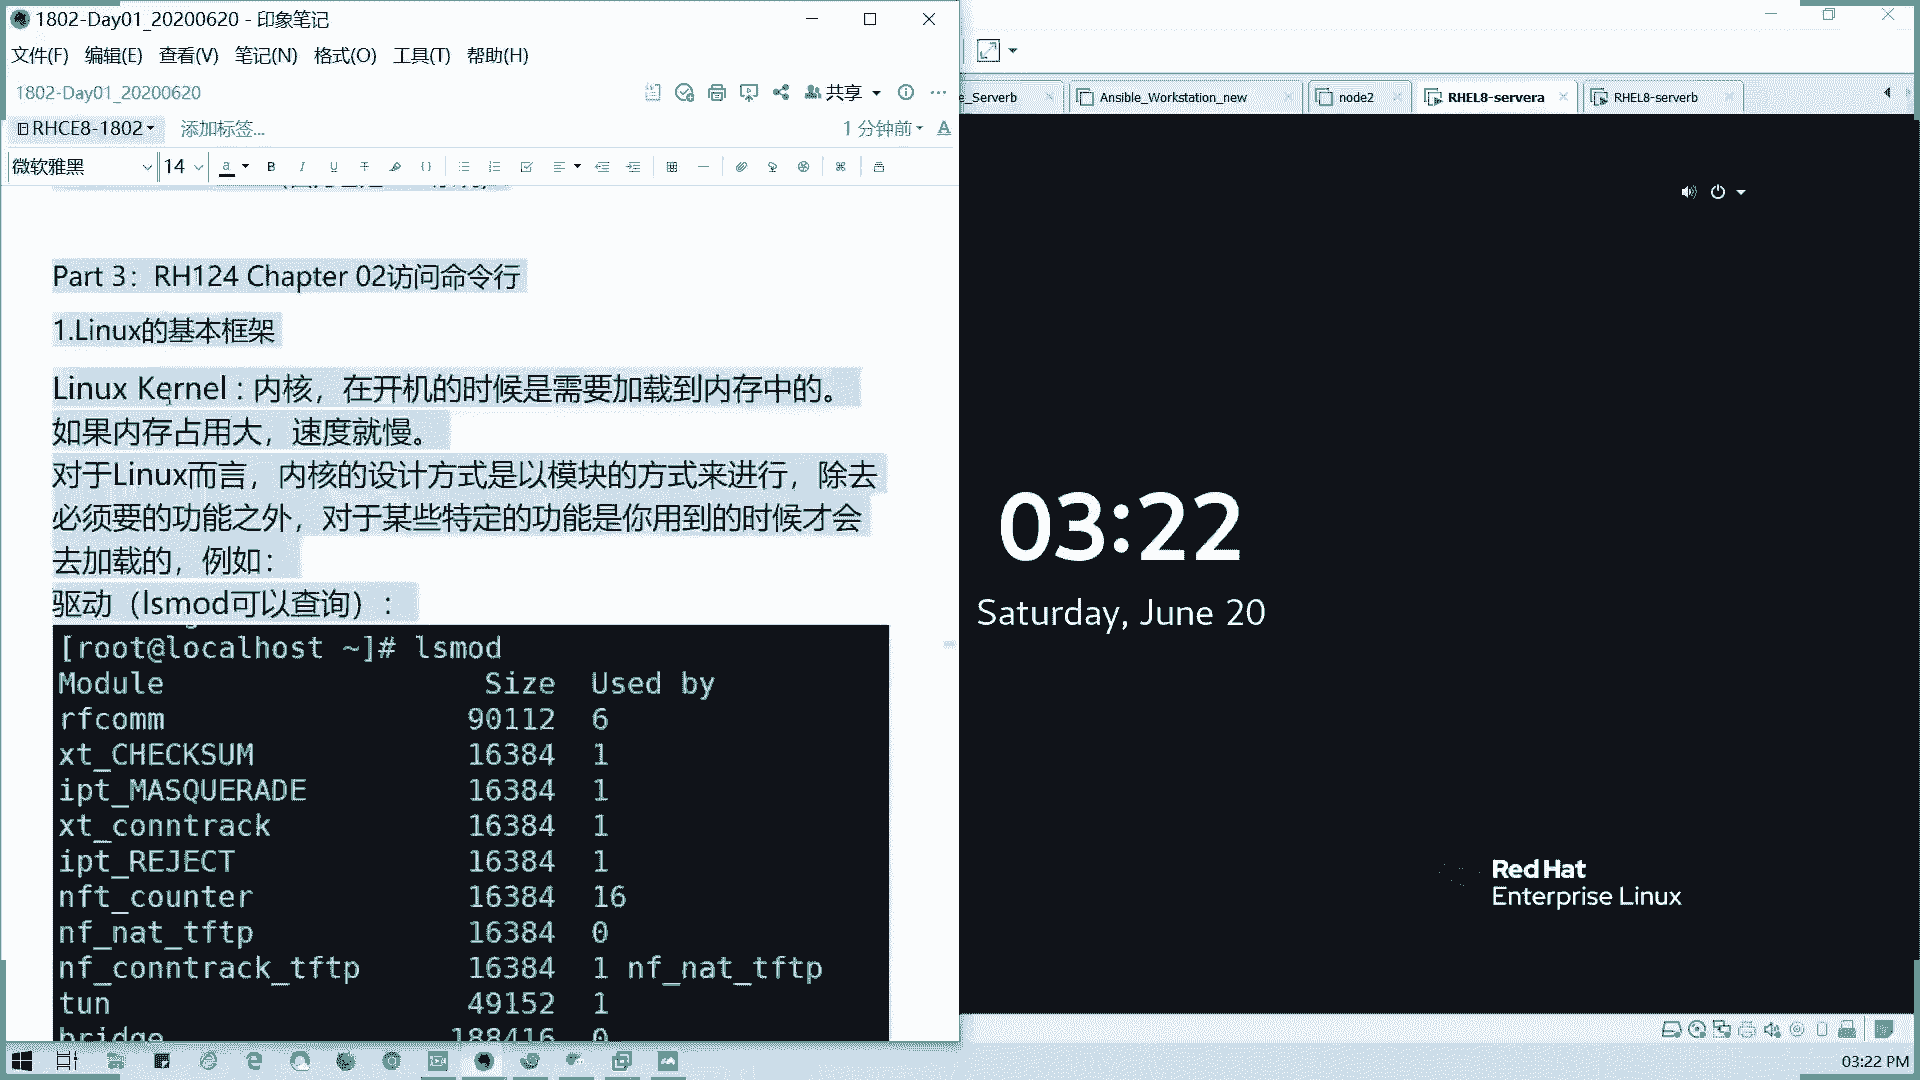 1802-Day01_20200620 - 印象笔记
文件(F) 编辑(E) 查看(V) 笔记(N) 格式(O) 工具(T) 帮助(H)
1802-Day01_20200620
共享
RHCE8-1802
添加标签...
1 分钟前
微软雅黑
14
Part 3：RH124 Chapter 02访问命令行
1.Linux的基本框架
Linux Kernel : 内核，在开机的时候是需要加载到内存中的。
如果内存占用大，速度就慢。
对于Linux而言，内核的设计方式是以模块的方式来进行，除去
必须要的功能之外，对于某些特定的功能是你用到的时候才会
去加载的，例如：
驱动（lsmod可以查询）：
[root@localhost ~]# lsmod
Module Size Used by
rfcomm 90112 6
xt_CHECKSUM 16384 1
ipt_MASQUERADE 16384 1
xt_conntrack 16384 1
ipt_REJECT 16384 1
nft_counter 16384 16
nf_nat_tftp 16384 0
nf_conntrack_tftp 16384 1 nf_nat_tftp
tun 49152 1
bridge 188416 0
e_Serverb
Ansible_Workstation_new
node2
RHEL8-servera
RHEL8-serverb
03:22
Saturday, June 20
Red Hat
Enterprise Linux
03:22 PM